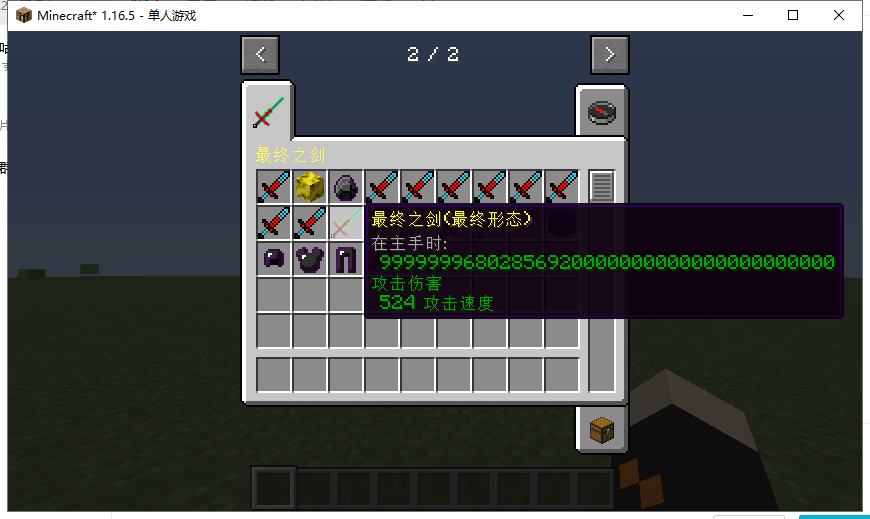 Minecraft* 1.16.5 - 单人游戏
2 / 2
最终之剑
最终之剑(最终形态)
在主手时:
99999996802856920000000000000000000000
攻击伤害
524 攻击速度